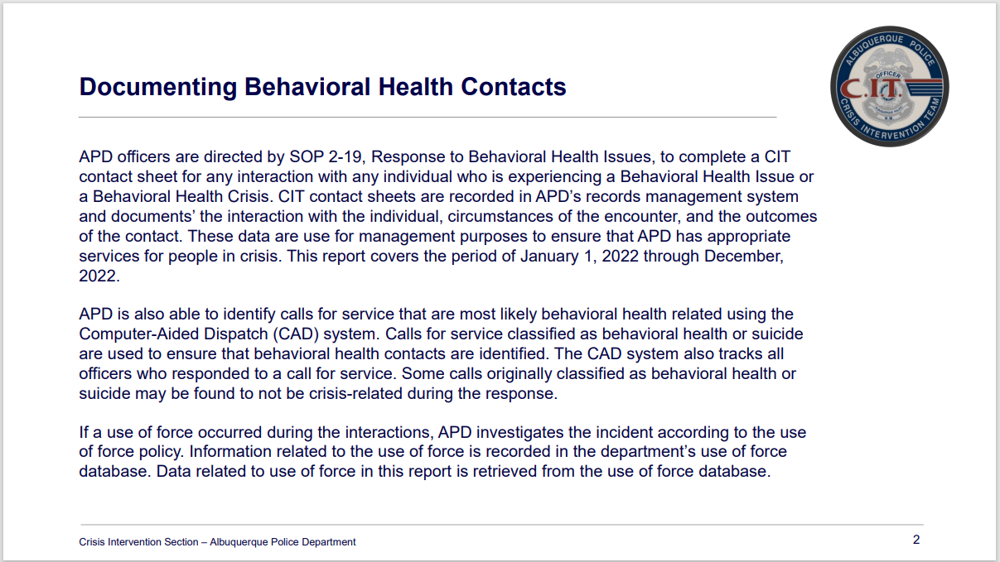 Documenting Behavioral Health Contacts
ALBUQUERQUE POLICE
OFFICER
C.I.T.
CRISIS INTERVENTION TEAM
APD officers are directed by SOP 2-19, Response to Behavioral Health Issues, to complete a CIT
contact sheet for any interaction with any individual who is experiencing a Behavioral Health Issue or
a Behavioral Health Crisis. CIT contact sheets are recorded in APD’s records management system
and documents’ the interaction with the individual, circumstances of the encounter, and the outcomes
of the contact. These data are use for management purposes to ensure that APD has appropriate
services for people in crisis. This report covers the period of January 1, 2022 through December,
2022.
APD is also able to identify calls for service that are most likely behavioral health related using the
Computer-Aided Dispatch (CAD) system. Calls for service classified as behavioral health or suicide
are used to ensure that behavioral health contacts are identified. The CAD system also tracks all
officers who responded to a call for service. Some calls originally classified as behavioral health or
suicide may be found to not be crisis-related during the response.
If a use of force occurred during the interactions, APD investigates the incident according to the use
of force policy. Information related to the use of force is recorded in the department’s use of force
database. Data related to use of force in this report is retrieved from the use of force database.
Crisis Intervention Section – Albuquerque Police Department
2